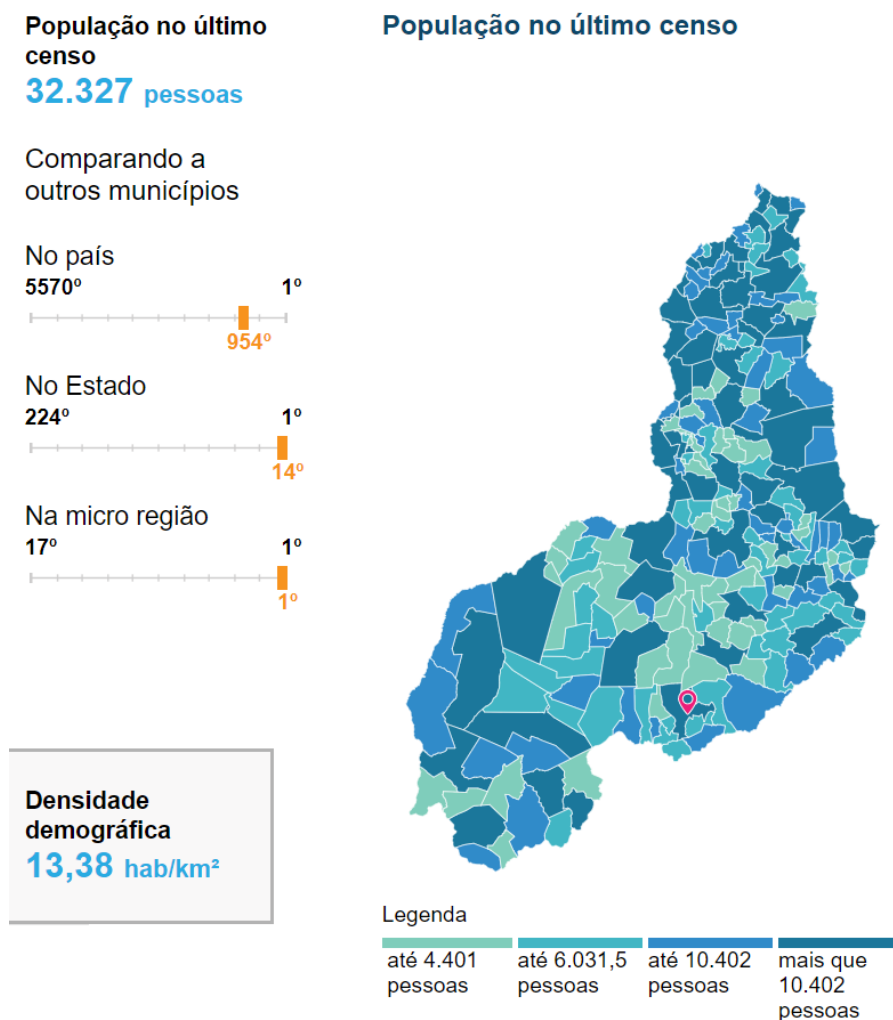 População no último
censo
32.327 pessoas
Comparando a
outros municípios
No país
5570º 1º
954º
No Estado
224º 1º
14º
Na micro região
17º 1º
1º
Densidade
demográfica
13,38 hab/km²
População no último censo
Legenda
até 4.401
pessoas
até 6.031,5
pessoas
até 10.402
pessoas
mais que
10.402
pessoas